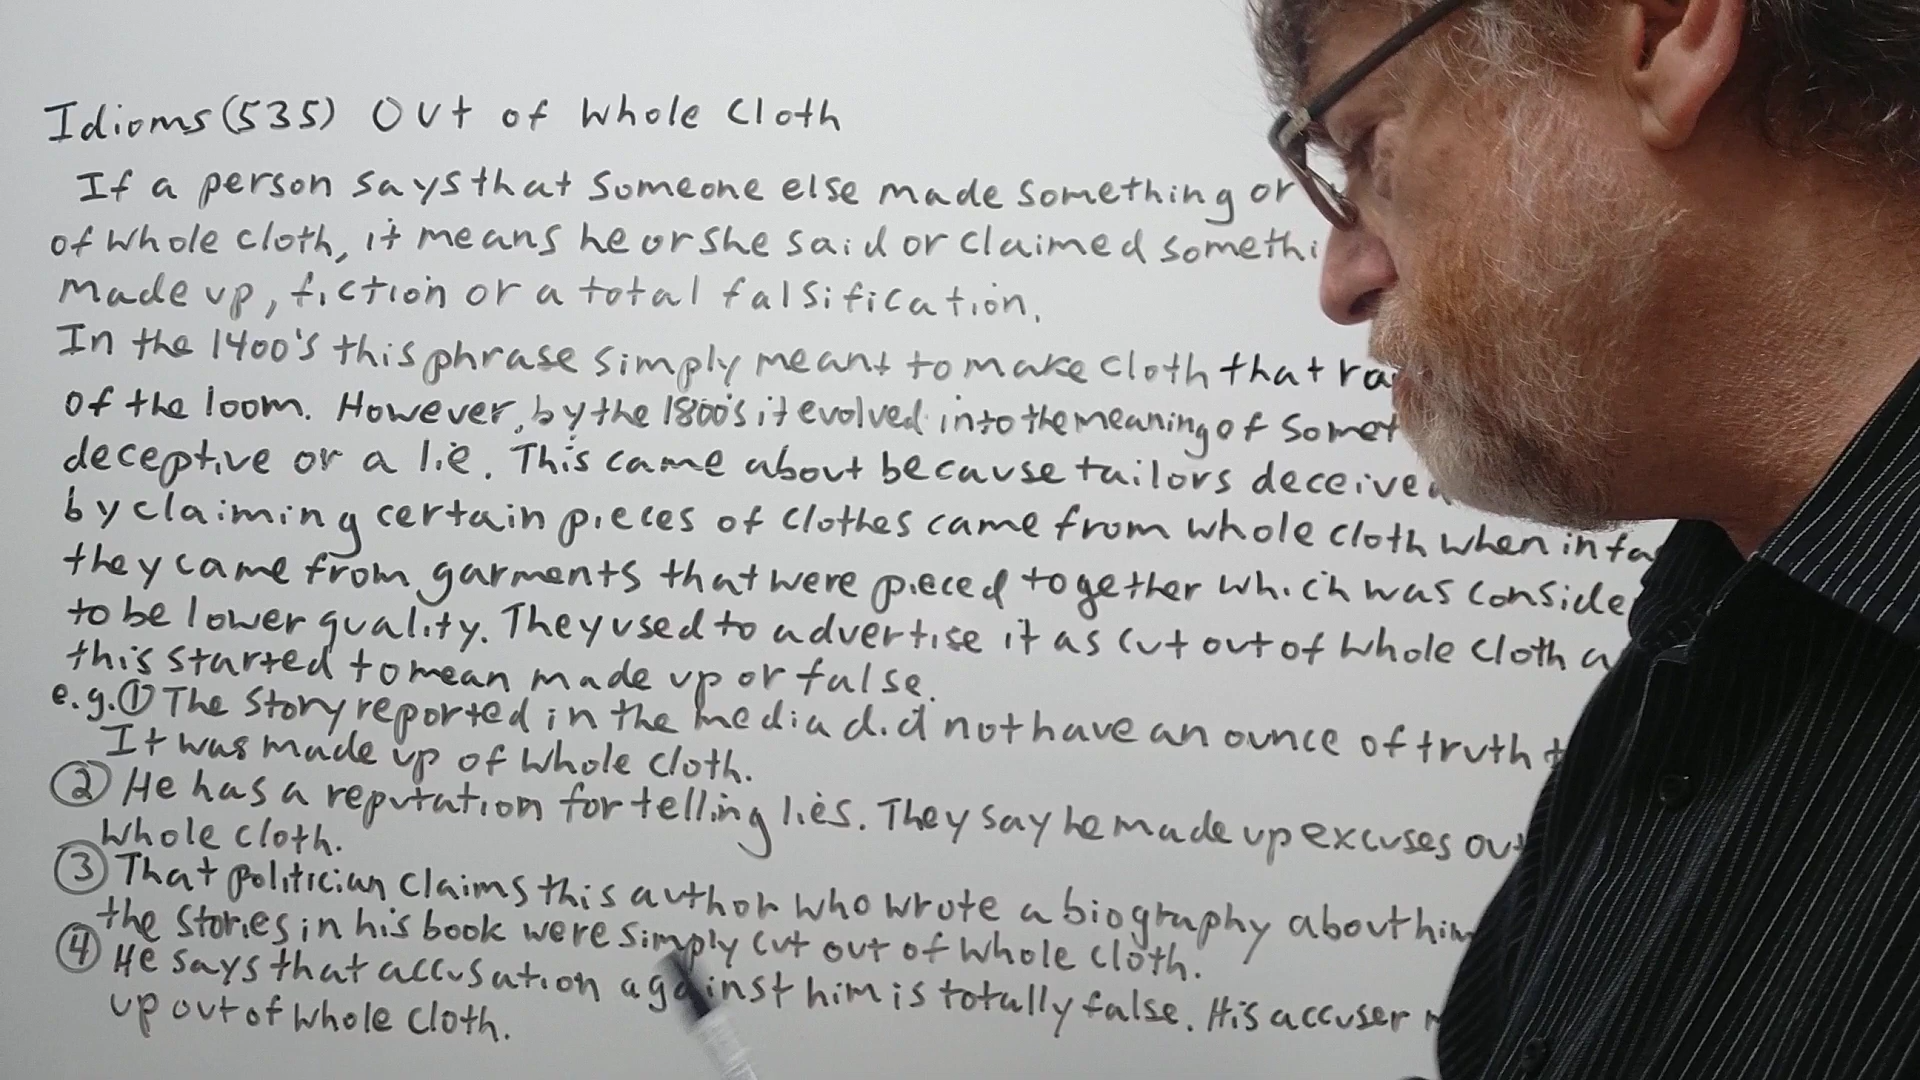 Idioms (535) Out of Whole Cloth
If a person says that someone else made something or
of whole cloth, it means he or she said or claimed somethi
made up, fiction or a total falsification.
In the 1400's this phrase simply meant to make cloth that ra
of the loom. However, by the 1800's it evolved into the meaning of Somet
deceptive or a lie. This came about because tailors deceive
by claiming certain pieces of clothes came from whole cloth when in fa
they came from garments that were pieced together which was conside
to be lower quality. They used to advertise it as cut out of whole cloth a
this started to mean made up or false.
e.g. ① The story reported in the media did not have an ounce of truth t
It was made up of whole cloth.
② He has a reputation for telling lies. They say he made up excuses out
whole cloth.
③ That politician claims this author who wrote a biography about him
the stories in his book were simply cut out of whole cloth.
④ He says that accusation against him is totally false. His accuser m
up out of whole cloth.